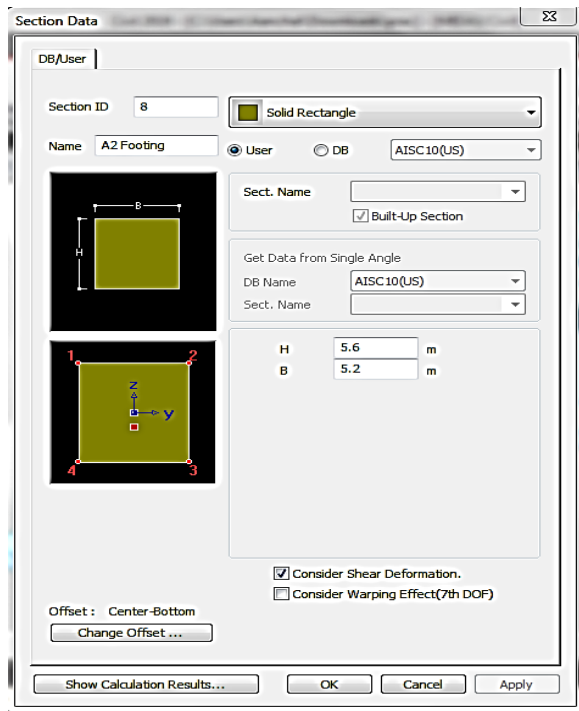 Section Data
DB/User
Section ID 8
Solid Rectangle
Name A2 Footing
User DB AISC10(US)
B
H
Sect. Name
Built-Up Section
Get Data from Single Angle
DB Name AISC10(US)
Sect. Name
1 2
z
y
4 3
H 5.6 m
B 5.2 m
Consider Shear Deformation.
Consider Warping Effect(7th DOF)
Offset : Center-Bottom
Change Offset ...
Show Calculation Results... OK Cancel Apply